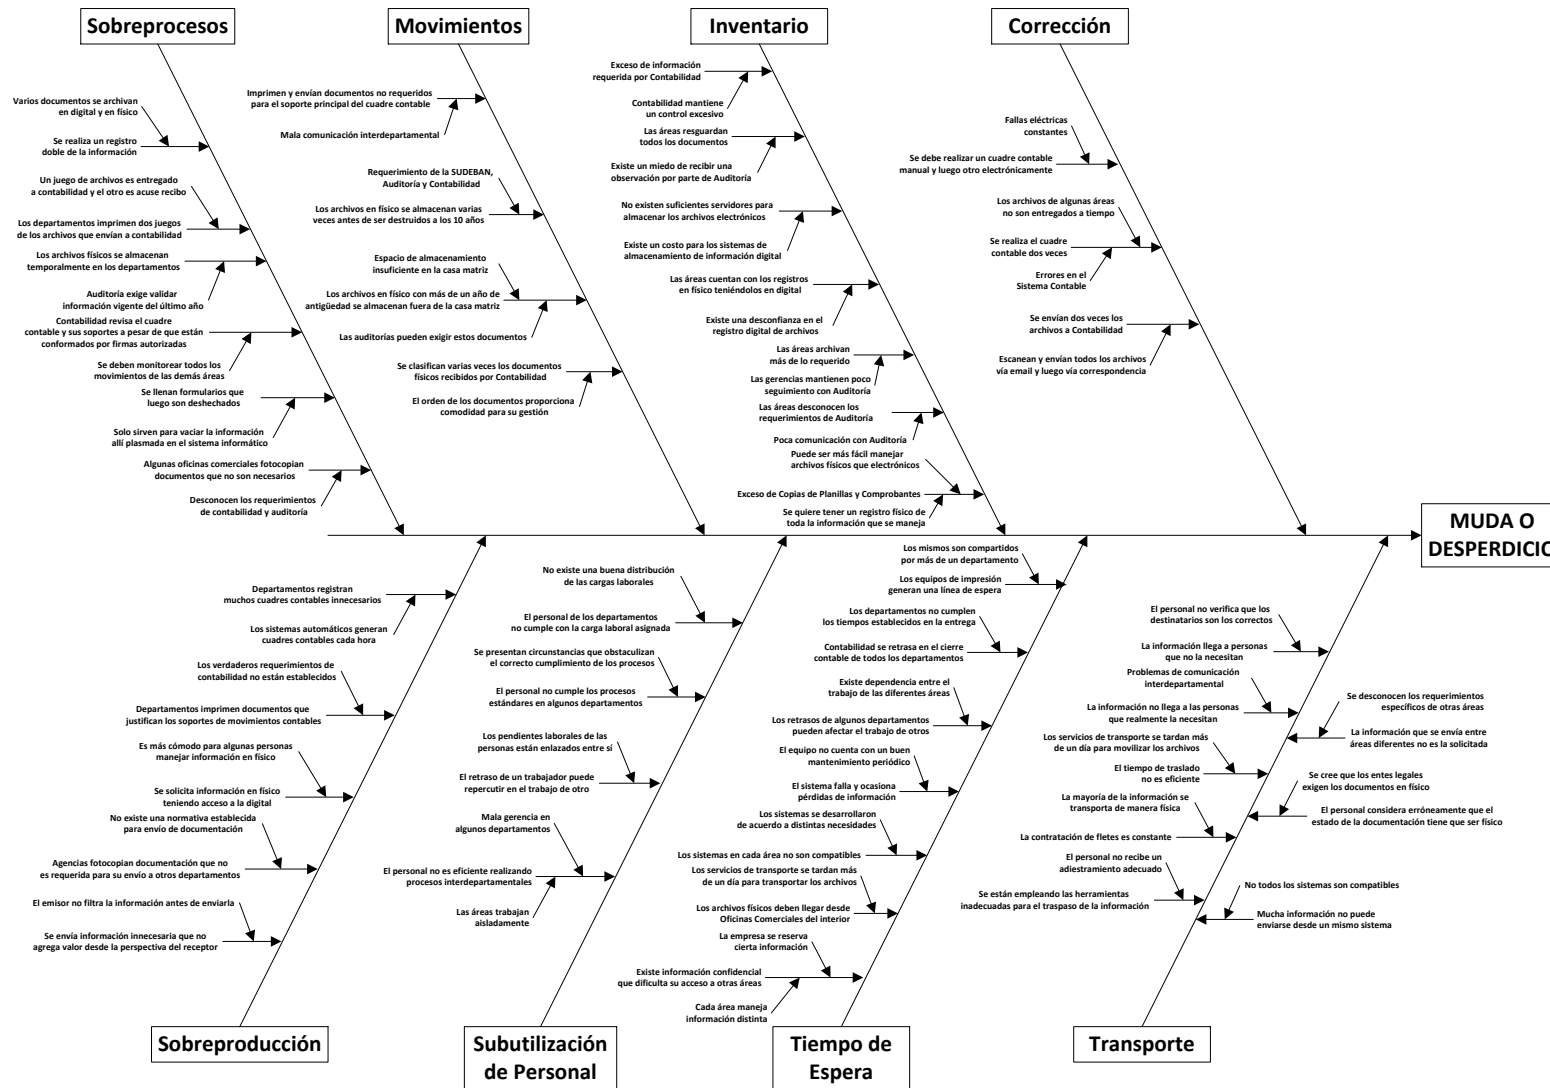 Sobreprocesos
Movimientos
Inventario
Corrección
Varios documentos se archivan
en digital y en físico
Se realiza un registro
doble de la información
Un juego de archivos es entregado
a contabilidad y el otro es acuse recibo
Los departamentos imprimen dos juegos
de los archivos que envían a contabilidad
Los archivos físicos se almacenan
temporalmente en los departamentos
Auditoría exige validar
información vigente del último año
Contabilidad revisa el cuadre
contable y sus soportes a pesar de que están
conformados por firmas autorizadas
Se deben monitorear todos los
movimientos de las demás áreas
Se llenan formularios que
luego son deshechados
Solo sirven para vaciar la información
allí plasmada en el sistema informático
Algunas oficinas comerciales fotocopian
documentos que no son necesarios
Desconocen los requerimientos
de contabilidad y auditoría
Imprimen y envían documentos no requeridos
para el soporte principal del cuadre contable
Mala comunicación interdepartamental
Requerimiento de la SUDEBAN,
Auditoría y Contabilidad
Los archivos en físico se almacenan varias
veces antes de ser destruidos a los 10 años
Espacio de almacenamiento
insuficiente en la casa matriz
Los archivos en físico con más de un año de
antigüedad se almacenan fuera de la casa matriz
Las auditorías pueden exigir estos documentos
Se clasifican varias veces los documentos
físicos recibidos por Contabilidad
El orden de los documentos proporciona
comodidad para su gestión
Exceso de información
requerida por Contabilidad
Contabilidad mantiene
un control excesivo
Las áreas resguardan
todos los documentos
Existe un miedo de recibir una
observación por parte de Auditoría
No existen suficientes servidores para
almacenar los archivos electrónicos
Existe un costo para los sistemas de
almacenamiento de información digital
Las áreas cuentan con los registros
en físico teniéndolos en digital
Existe una desconfianza en el
registro digital de archivos
Las áreas archivan
más de lo requerido
Las gerencias mantienen poco
seguimiento con Auditoría
Las áreas desconocen los
requerimientos de Auditoría
Poca comunicación con Auditoría
Puede ser más fácil manejar
archivos físicos que electrónicos
Exceso de Copias de Planillas y Comprobantes
Se quiere tener un registro físico de
toda la información que se maneja
Fallas eléctricas
constantes
Se debe realizar un cuadre contable
manual y luego otro electrónicamente
Los archivos de algunas áreas
no son entregados a tiempo
Se realiza el cuadre
contable dos veces
Errores en el
Sistema Contable
Se envían dos veces los
archivos a Contabilidad
Escanean y envían todos los archivos
vía email y luego vía correspondencia
MUDA O
DESPERDICIO
Departamentos registran
muchos cuadres contables innecesarios
Los sistemas automáticos generan
cuadres contables cada hora
Los verdaderos requerimientos de
contabilidad no están establecidos
Departamentos imprimen documentos que
justifican los soportes de movimientos contables
Es más cómodo para algunas personas
manejar información en físico
Se solicita información en físico
teniendo acceso a la digital
No existe una normativa establecida
para envío de documentación
Agencias fotocopian documentación que no
es requerida para su envío a otros departamentos
El emisor no filtra la información antes de enviarla
Se envía información innecesaria que no
agrega valor desde la perspectiva del receptor
No existe una buena distribución
de las cargas laborales
El personal de los departamentos
no cumple con la carga laboral asignada
Se presentan circunstancias que obstaculizan
el correcto cumplimiento de los procesos
El personal no cumple los procesos
estándares en algunos departamentos
Los pendientes laborales de las
personas están enlazados entre sí
El retraso de un trabajador puede
repercutir en el trabajo de otro
Mala gerencia en
algunos departamentos
El personal no es eficiente realizando
procesos interdepartamentales
Las áreas trabajan
aisladamente
Los mismos son compartidos
por más de un departamento
Los equipos de impresión
generan una línea de espera
Los departamentos no cumplen
los tiempos establecidos en la entrega
Contabilidad se retrasa en el cierre
contable de todos los departamentos
Existe dependencia entre el
trabajo de las diferentes áreas
Los retrasos de algunos departamentos
pueden afectar el trabajo de otros
El equipo no cuenta con un buen
mantenimiento periódico
El sistema falla y ocasiona
pérdidas de información
Los sistemas se desarrollaron
de acuerdo a distintas necesidades
Los sistemas en cada área no son compatibles
Los servicios de transporte se tardan más
de un día para transportar los archivos
Los archivos físicos deben llegar desde
Oficinas Comerciales del interior
La empresa se reserva
cierta información
Existe información confidencial
que dificulta su acceso a otras áreas
Cada área maneja
información distinta
El personal no verifica que los
destinatarios son los correctos
La información llega a personas
que no la necesitan
Problemas de comunicación
interdepartamental
La información no llega a las personas
que realmente la necesitan
Se desconocen los requerimientos
específicos de otras áreas
La información que se envía entre
áreas diferentes no es la solicitada
Los servicios de transporte se tardan más
de un día para movilizar los archivos
El tiempo de traslado
no es eficiente
Se cree que los entes legales
exigen los documentos en físico
El personal considera erróneamente que el
estado de la documentación tiene que ser físico
La mayoría de la información se
transporta de manera física
La contratación de fletes es constante
El personal no recibe un
adiestramiento adecuado
Se están empleando las herramientas
inadecuadas para el traspaso de la información
No todos los sistemas son compatibles
Mucha información no puede
enviarse desde un mismo sistema
Sobreproducción
Subutilización
de Personal
Tiempo de
Espera
Transporte